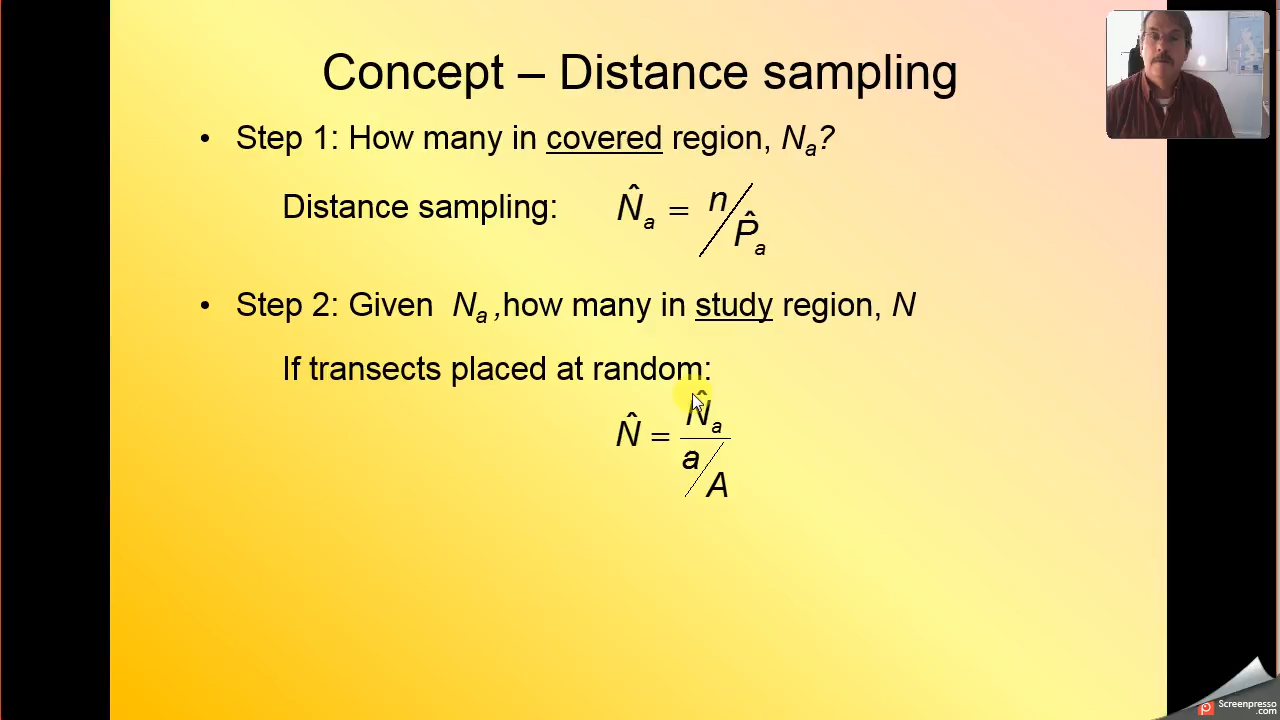 Concept – Distance sampling
• Step 1: How many in covered region, Nₐ?
Distance sampling: N̂ₐ = n/P̂ₐ
• Step 2: Given Nₐ ,how many in study region, N
If transects placed at random:
N̂ = N̂ₐ / (a/A)
Screenpresso
.com